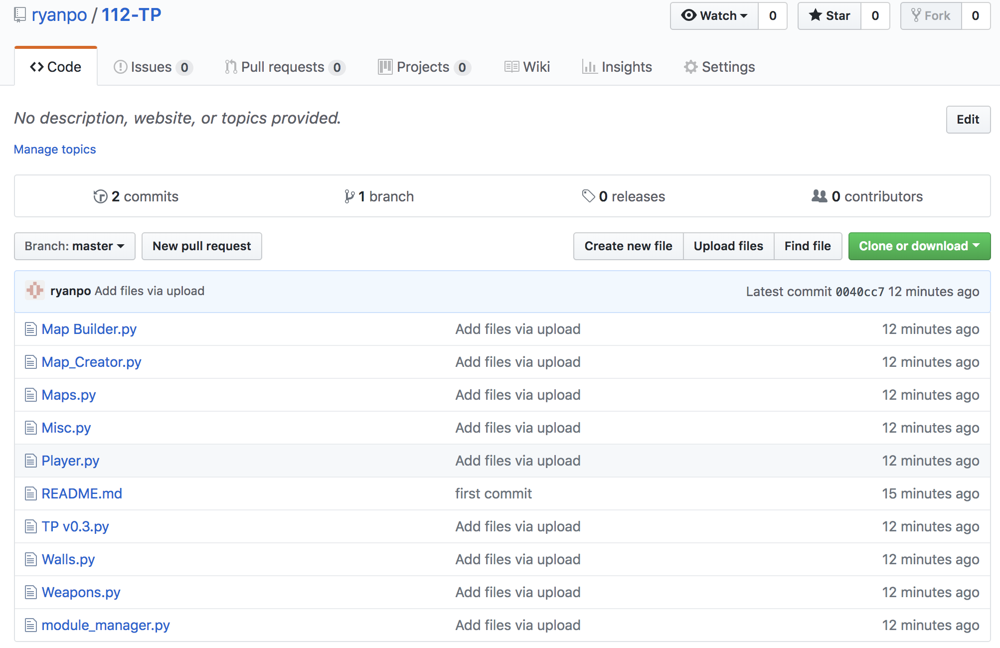 ryanpo / 112-TP
Watch 0 Star 0 Fork 0
Code Issues 0 Pull requests 0 Projects 0 Wiki Insights Settings
No description, website, or topics provided.
Edit
Manage topics
2 commits 1 branch 0 releases 0 contributors
Branch: master New pull request Create new file Upload files Find file Clone or download
ryanpo Add files via upload Latest commit 0040cc7 12 minutes ago
Map Builder.py Add files via upload 12 minutes ago
Map_Creator.py Add files via upload 12 minutes ago
Maps.py Add files via upload 12 minutes ago
Misc.py Add files via upload 12 minutes ago
Player.py Add files via upload 12 minutes ago
README.md first commit 15 minutes ago
TP v0.3.py Add files via upload 12 minutes ago
Walls.py Add files via upload 12 minutes ago
Weapons.py Add files via upload 12 minutes ago
module_manager.py Add files via upload 12 minutes ago